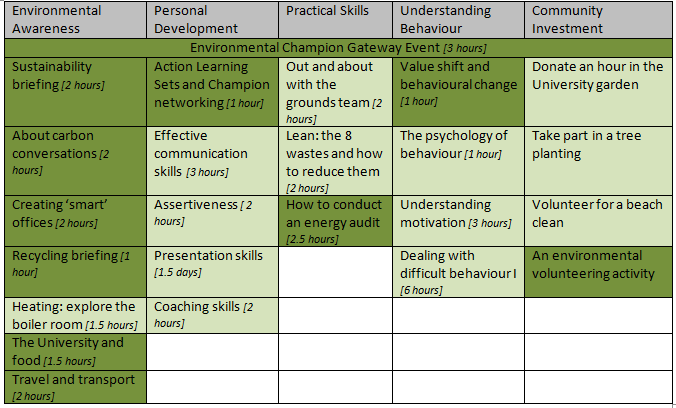 Environmental
Awareness
Personal
Development
Practical Skills
Understanding
Behaviour
Community
Investment
Environmental Champion Gateway Event [3 hours]
Sustainability
briefing [2 hours]
Action Learning
Sets and Champion
networking [1 hour]
Out and about
with the
grounds team [2
hours]
Value shift and
behavioural change
[1 hour]
Donate an hour in the
University garden
About carbon
conversations [2
hours]
Effective
communication
skills [3 hours]
Lean: the 8
wastes and how
to reduce them
[2 hours]
The psychology of
behaviour [1 hour]
Take part in a tree
planting
Creating ‘smart’
offices [2 hours]
Assertiveness [ 2
hours]
How to conduct
an energy audit
[2.5 hours]
Understanding
motivation [3 hours]
Volunteer for a beach
clean
Recycling briefing [1
hour]
Presentation skills
[1.5 days]
Dealing with
difficult behaviour I
[6 hours]
An environmental
volunteering activity
Heating: explore the
boiler room [1.5 hours]
Coaching skills [2
hours]
The University and
food [1.5 hours]
Travel and transport
[2 hours]